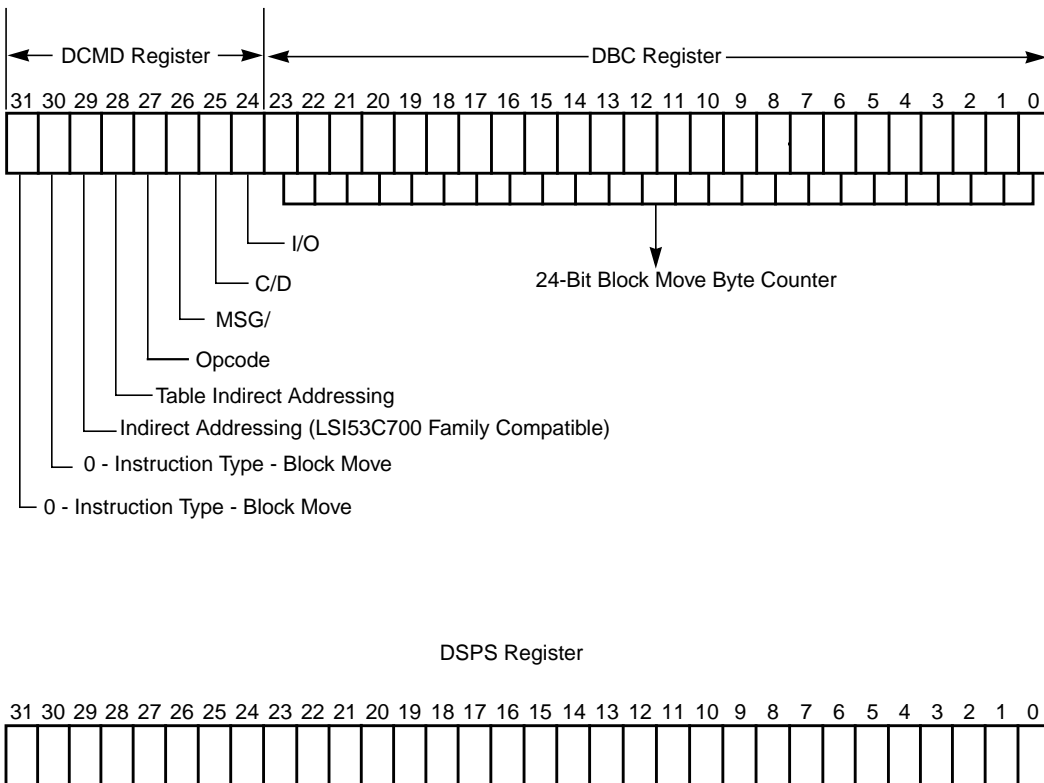 DCMD Register DBC Register
31 30 29 28 27 26 25 24 23 22 21 20 19 18 17 16 15 14 13 12 11 10 9 8 7 6 5 4 3 2 1 0
I/O
24-Bit Block Move Byte Counter
C/D
MSG/
Opcode
Table Indirect Addressing
Indirect Addressing (LSI53C700 Family Compatible)
0 - Instruction Type - Block Move
0 - Instruction Type - Block Move
DSPS Register
31 30 29 28 27 26 25 24 23 22 21 20 19 18 17 16 15 14 13 12 11 10 9 8 7 6 5 4 3 2 1 0